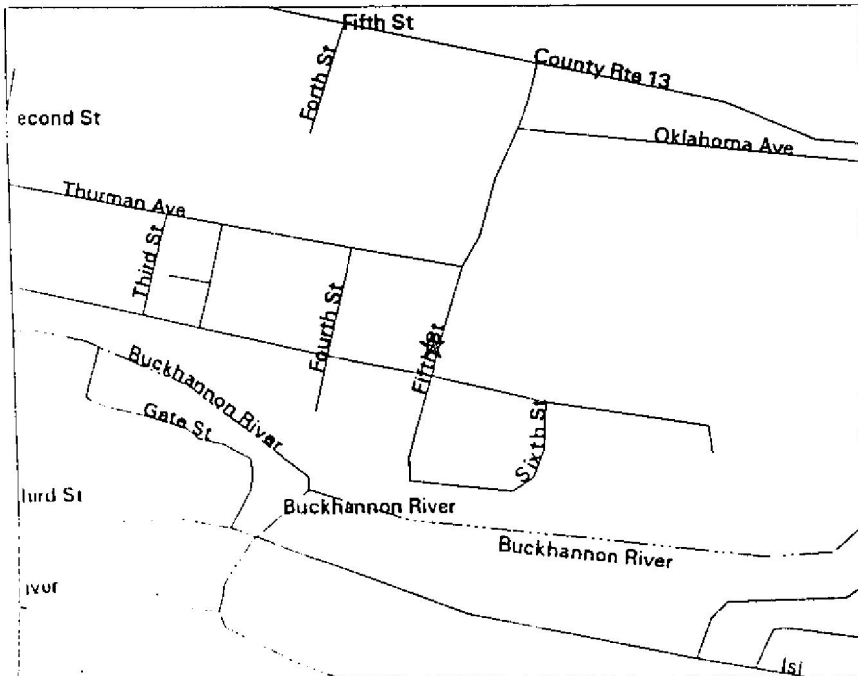 Fifth St
County Rte 13
Forth St
econd St
Oklahoma Ave
Thurman Ave
Third St
Fourth St
Fifth St
Buckhannon River
Gate St
Sixth St
Buckhannon River
Buckhannon River